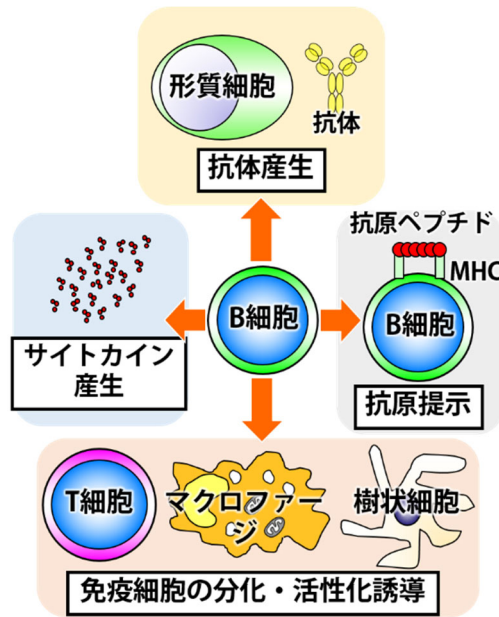 形質細胞
抗体
抗体産生
抗原ペプチド
MHC
B細胞
B細胞
サイトカイン
産生
抗原提示
T細胞
マクロファー
ジ
樹状細胞
免疫細胞の分化・活性化誘導